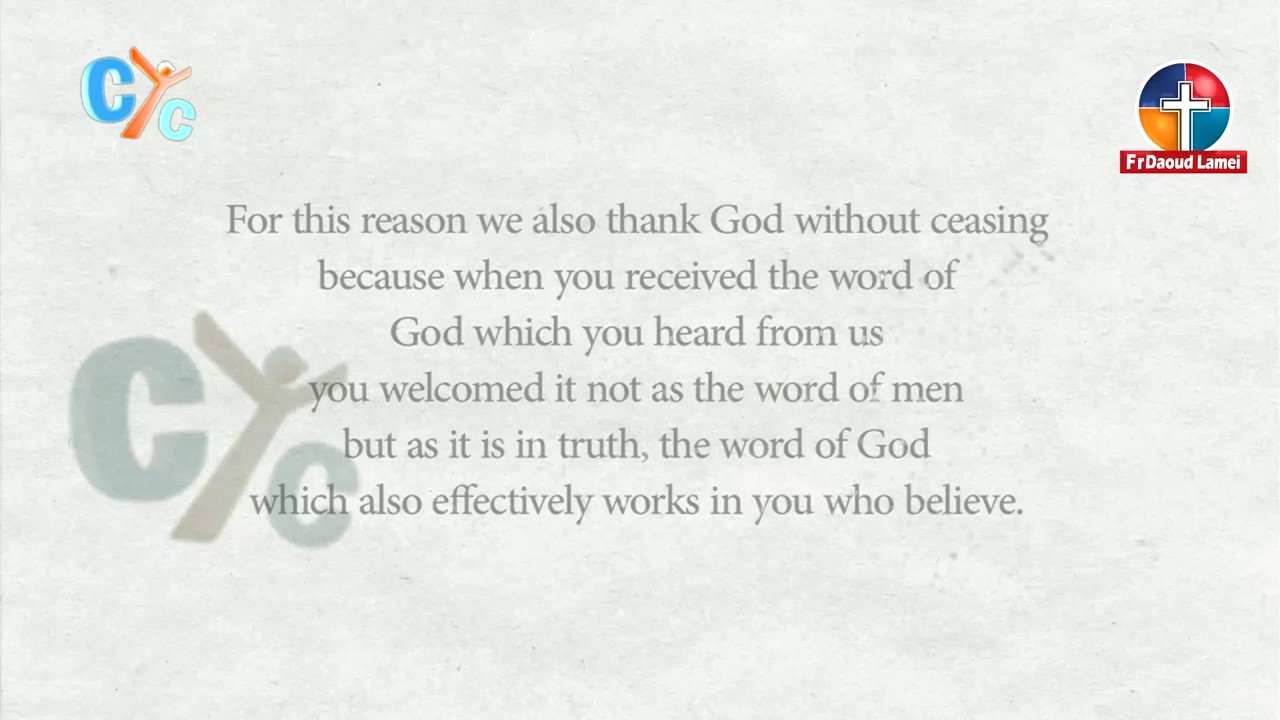 CYC
FrDaoud Lamei
For this reason we also thank God without ceasing
because when you received the word of
God which you heard from us
you welcomed it not as the word of men
but as it is in truth, the word of God
which also effectively works in you who believe.
CYC